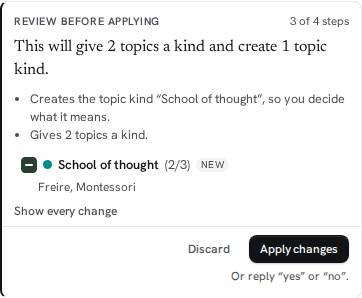 REVIEW BEFORE APPLYING 3 of 4 steps
This will give 2 topics a kind and create 1 topic
kind.
• Creates the topic kind “School of thought”, so you decide
what it means.
• Gives 2 topics a kind.
School of thought (2/3) NEW
Freire, Montessori
Show every change
Discard Apply changes
Or reply “yes” or “no”.